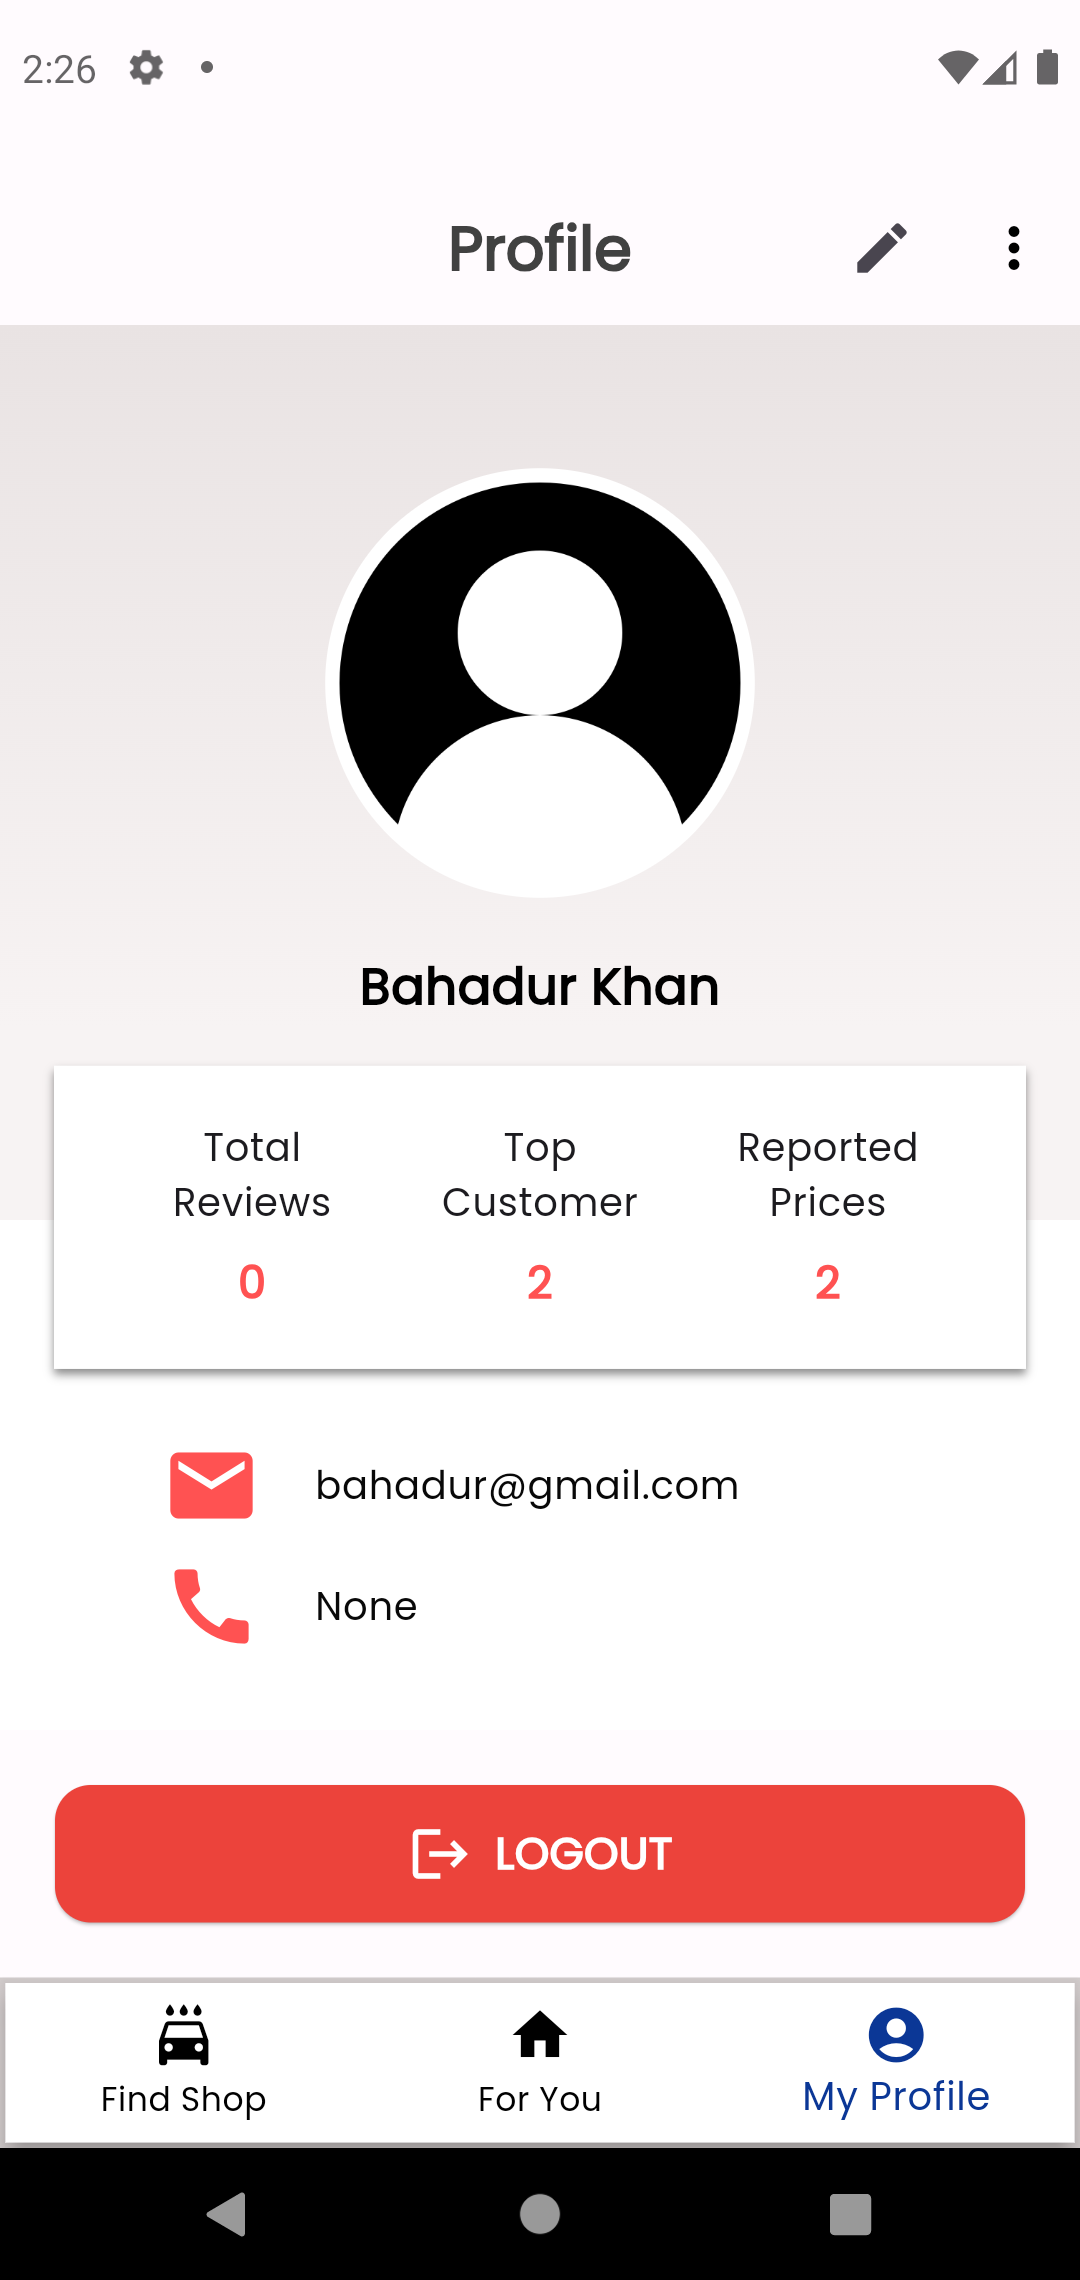 2:26
Profile
Bahadur Khan
Total Reviews
0
Top Customer
2
Reported Prices
2
bahadur@gmail.com
None
LOGOUT
Find Shop
For You
My Profile